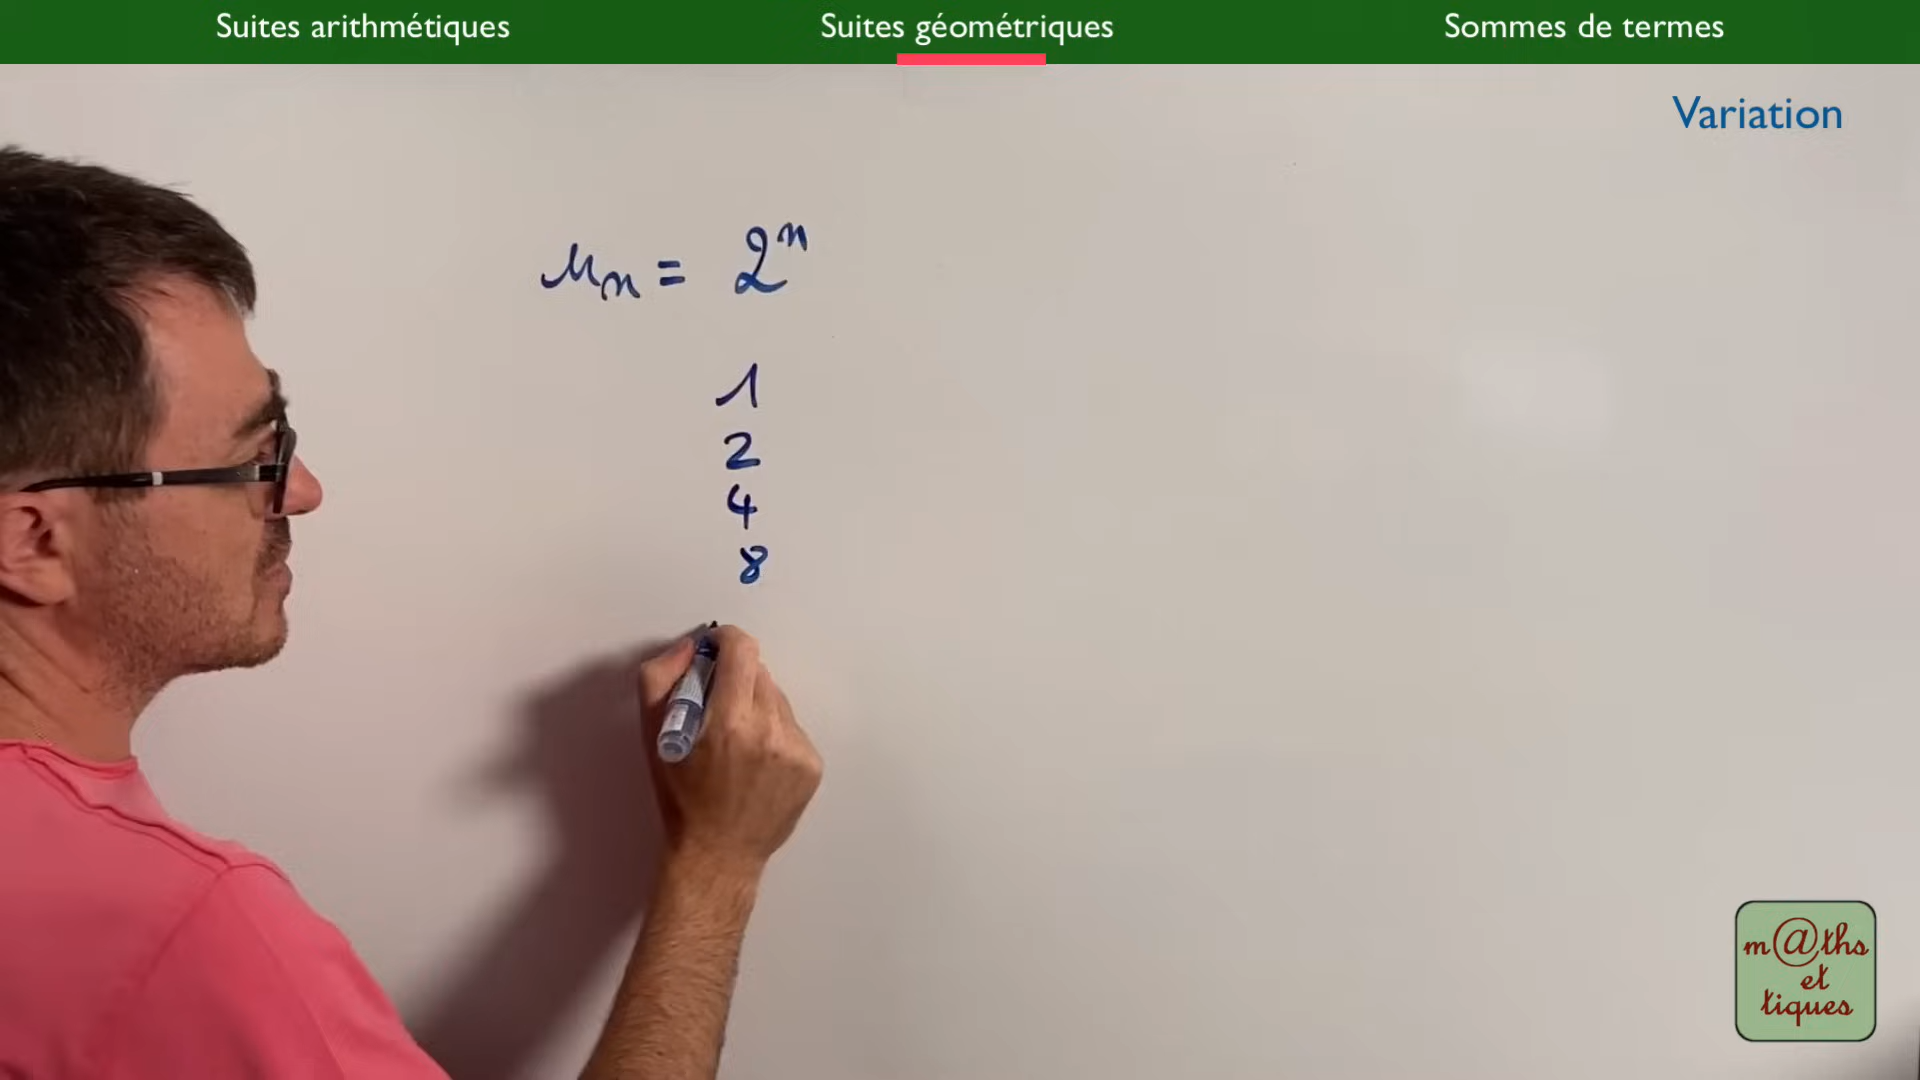 Suites arithmétiques
Suites géométriques
Sommes de termes
Variation
un = 2^n
1
2
4
8
m@ths
et
tiques